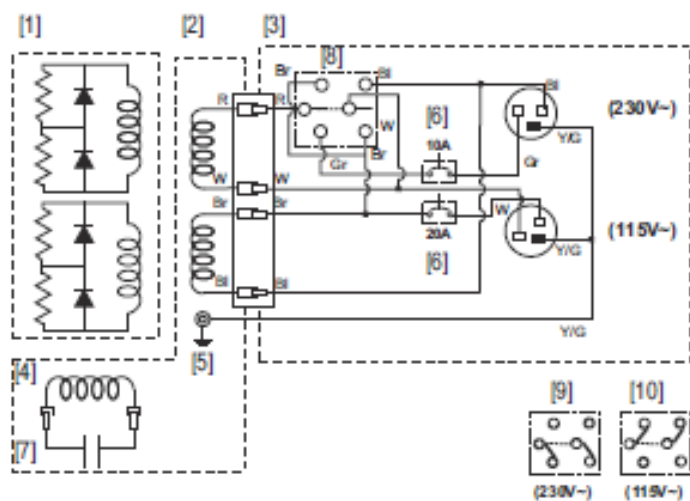 [1]
[2]
[3]
[8]
Br
Bl
Bl
R
R
[6]
(230V~)
W
10A
Y/G
Br
Gr
Gr
W
W
Br
Br
W
20A
(115V~)
[6]
Y/G
Bl
Bl
Y/G
[5]
[4]
[7]
[9]
[10]
(230V~)
(115V~)